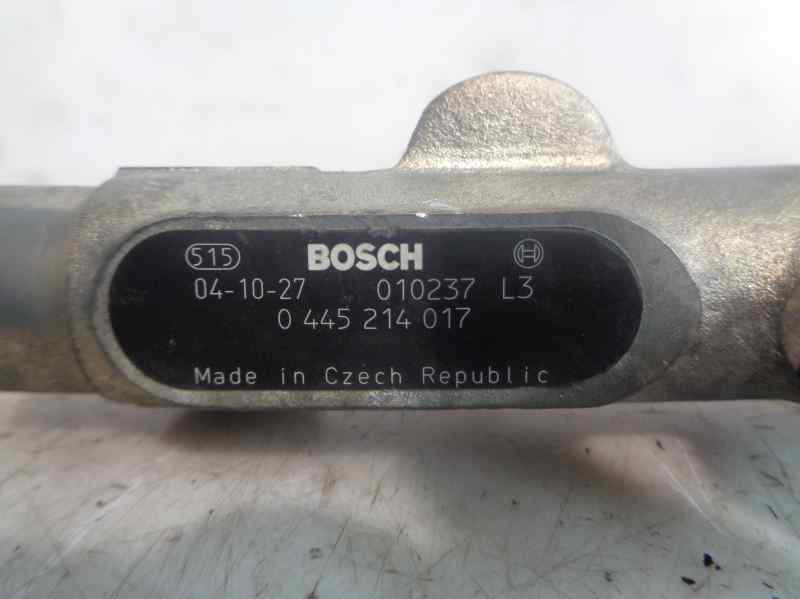 515 BOSCH
04-10-27 010237 L3
0 445 214 017
Made in Czech Republic